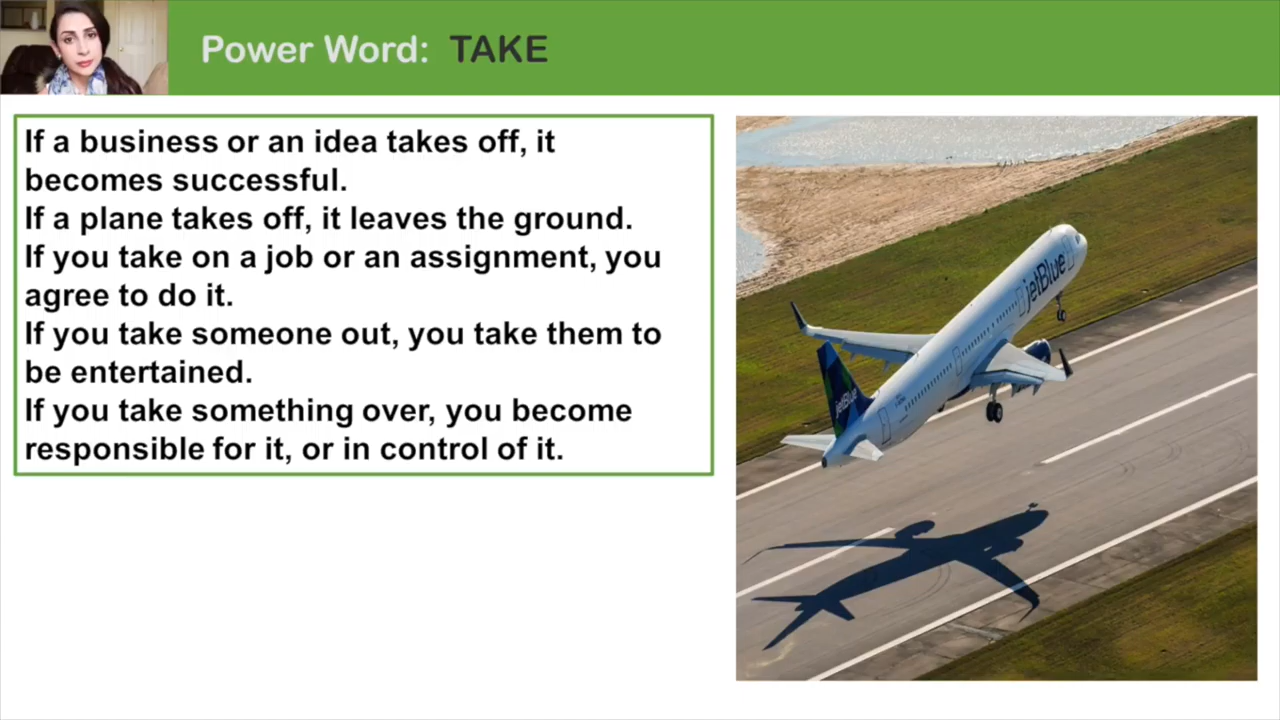 Power Word: TAKE
If a business or an idea takes off, it
becomes successful.
If a plane takes off, it leaves the ground.
If you take on a job or an assignment, you
agree to do it.
If you take someone out, you take them to
be entertained.
If you take something over, you become
responsible for it, or in control of it.
jetBlue
jetBlue